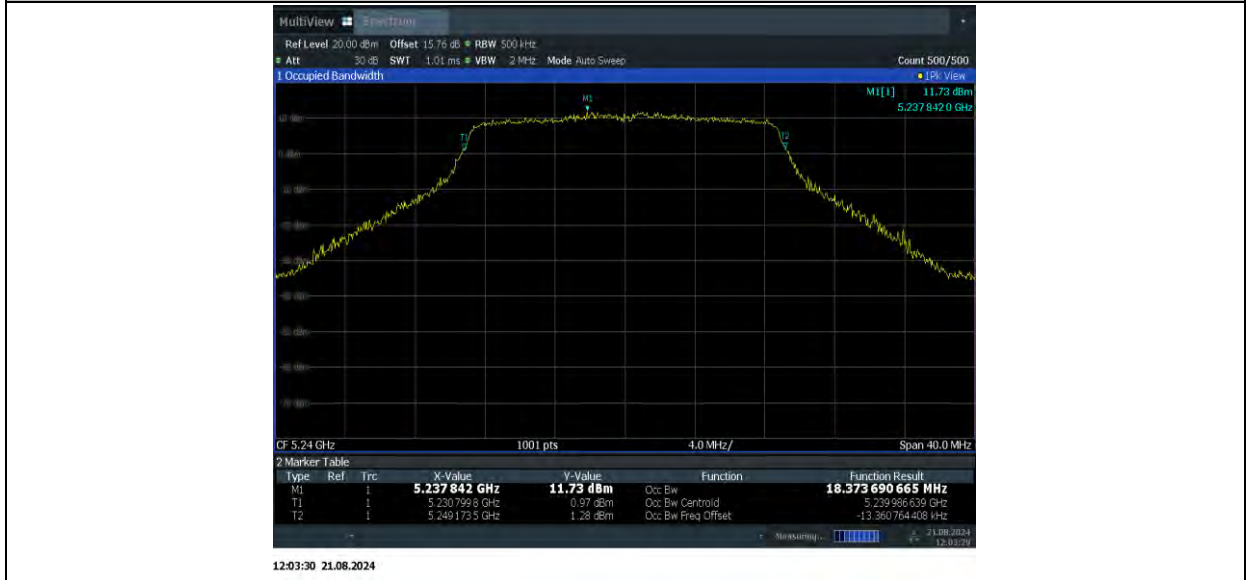 MultiView Spectrum
Ref Level 20.00 dBm Offset 15.76 dB RBW 500 kHz
Att 30 dB SWT 1.01 ms VBW 2 MHz Mode Auto Sweep Count 500/500
1 Occupied Bandwidth 1Pk View
M1[1] 11.73 dBm
5.237 842 0 GHz
M1
10 dBm
T1
T2
0 dBm
CF 5.24 GHz 1001 pts 4.0 MHz/ Span 40.0 MHz
2 Marker Table
Type Ref Trc X-Value Y-Value Function Function Result
M1 1 5.237 842 GHz 11.73 dBm Occ Bw 18.373 690 665 MHz
T1 1 5.230 799 8 GHz 0.97 dBm Occ Bw Centroid 5.239 986 639 GHz
T2 1 5.249 173 5 GHz 1.28 dBm Occ Bw Freq Offset -13.360 764 408 kHz
Measuring... 21.08.2024
12:03:29
12:03:30 21.08.2024